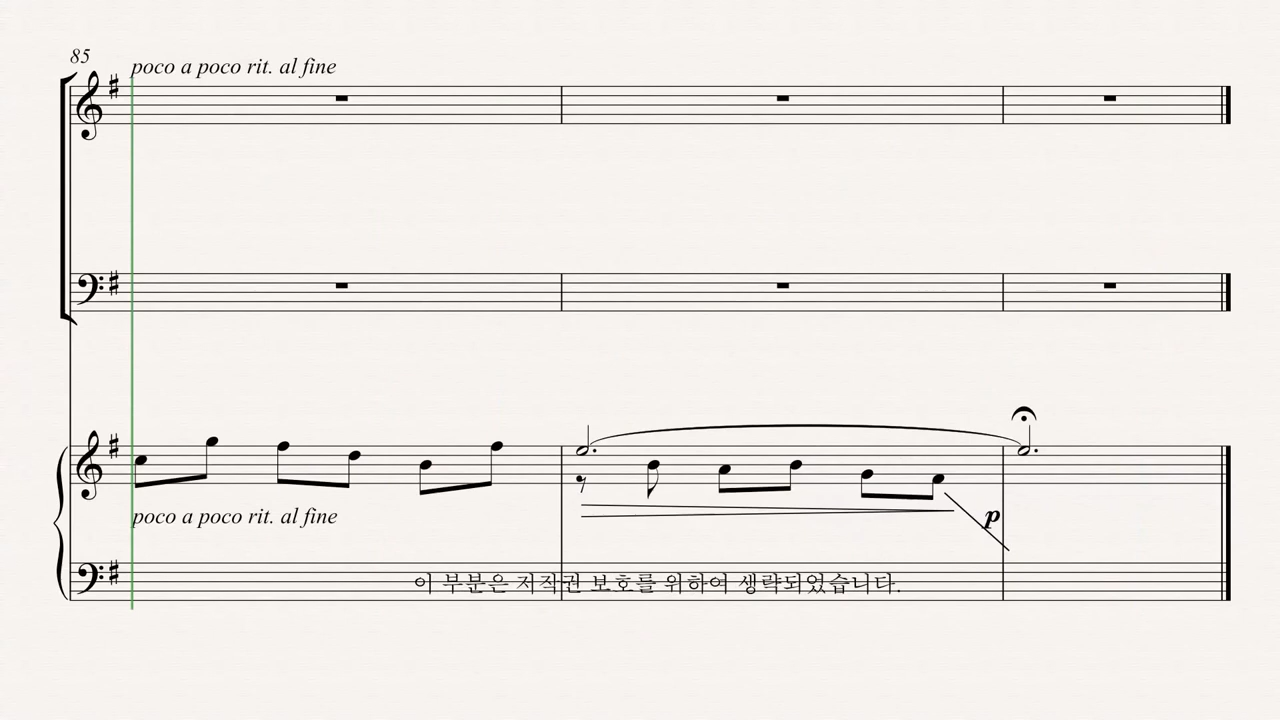 85
poco a poco rit. al fine
poco a poco rit. al fine
p
이 부분은 저작권 보호를 위하여 생략되었습니다.